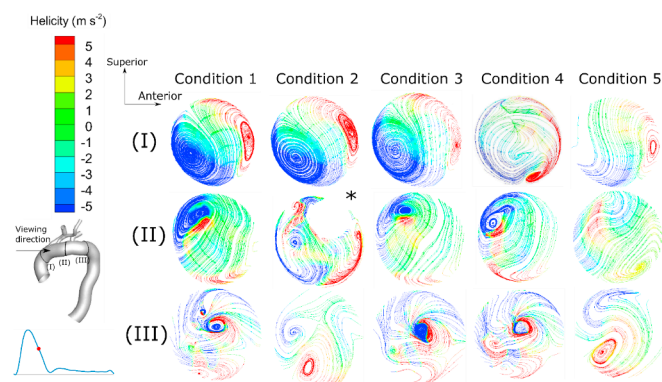 Helicity (m s⁻²)
5
4
3
2
1
0
-1
-2
-3
-4
-5
Superior
Anterior
Condition 1 Condition 2 Condition 3 Condition 4 Condition 5
(I)
(II)
*
(III)
Viewing
direction
(I) (II) (III)